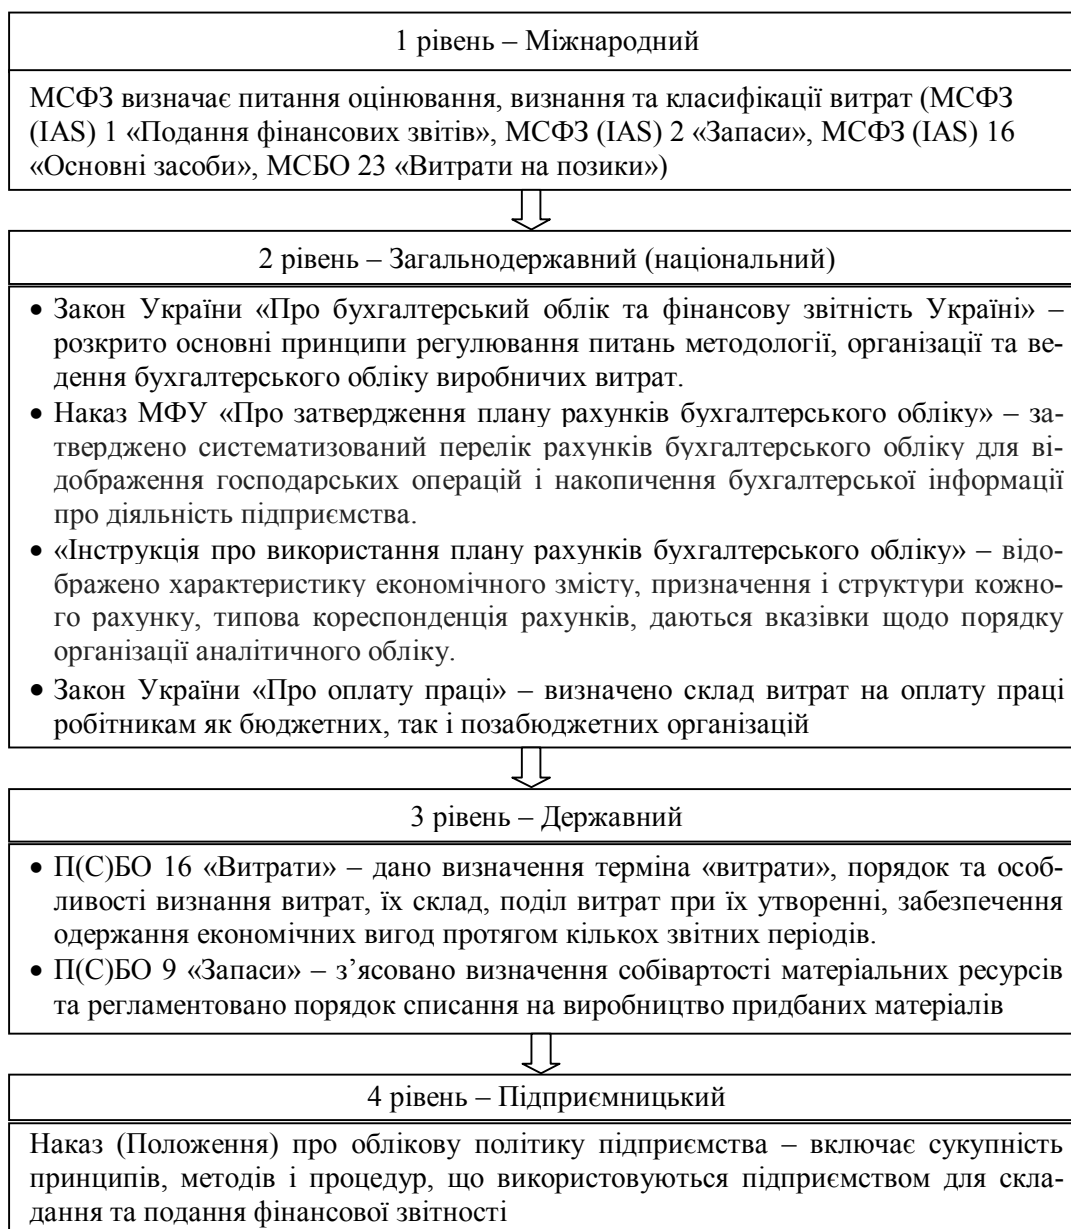 1 рівень – Міжнародний
МСФЗ визначає питання оцінювання, визнання та класифікації витрат (МСФЗ
(IAS) 1 «Подання фінансових звітів», МСФЗ (IAS) 2 «Запаси», МСФЗ (IAS) 16
«Основні засоби», МСБО 23 «Витрати на позики»)
2 рівень – Загальнодержавний (національний)
• Закон України «Про бухгалтерський облік та фінансову звітність Україні» –
розкрито основні принципи регулювання питань методології, організації та ве-
дення бухгалтерського обліку виробничих витрат.
• Наказ МФУ «Про затвердження плану рахунків бухгалтерського обліку» – за-
тверджено систематизований перелік рахунків бухгалтерського обліку для ві-
дображення господарських операцій і накопичення бухгалтерської інформації
про діяльність підприємства.
• «Інструкція про використання плану рахунків бухгалтерського обліку» – відо-
бражено характеристику економічного змісту, призначення і структури кожно-
го рахунку, типова кореспонденція рахунків, даються вказівки щодо порядку
організації аналітичного обліку.
• Закон України «Про оплату праці» – визначено склад витрат на оплату праці
робітникам як бюджетних, так і позабюджетних організацій
3 рівень – Державний
• П(С)БО 16 «Витрати» – дано визначення терміна «витрати», порядок та особ-
ливості визнання витрат, їх склад, поділ витрат при їх утворенні, забезпечення
одержання економічних вигод протягом кількох звітних періодів.
• П(С)БО 9 «Запаси» – з’ясовано визначення собівартості матеріальних ресурсів
та регламентовано порядок списання на виробництво придбаних матеріалів
4 рівень – Підприємницький
Наказ (Положення) про облікову політику підприємства – включає сукупність
принципів, методів і процедур, що використовуються підприємством для скла-
дання та подання фінансової звітності